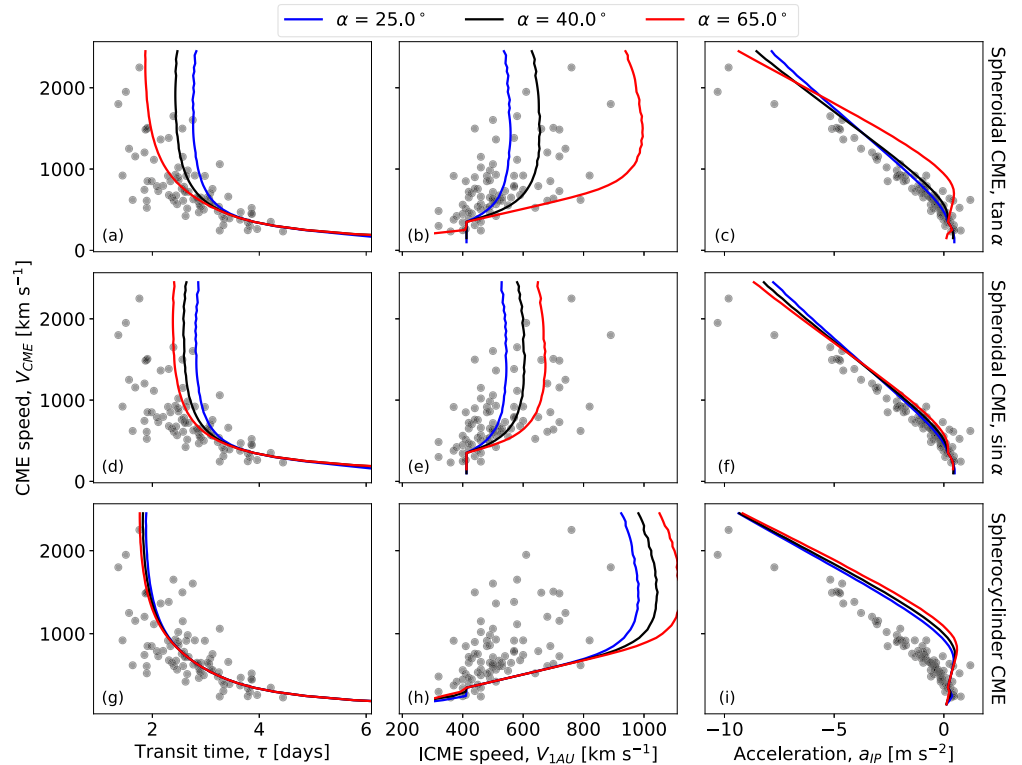 α = 25.0° α = 40.0° α = 65.0°
2000
1000
0
(a) (b) (c)
Spheroidal CME, tan α
CME speed, V_CME [km s⁻¹]
2000
1000
0
(d) (e) (f)
Spheroidal CME, sin α
2000
1000
0
(g) (h) (i)
Spherocyclinder CME
2 4 6 200 400 600 800 1000 −10 −5 0
Transit time, τ [days] ICME speed, V_1AU [km s⁻¹] Acceleration, a_IP [m s⁻²]